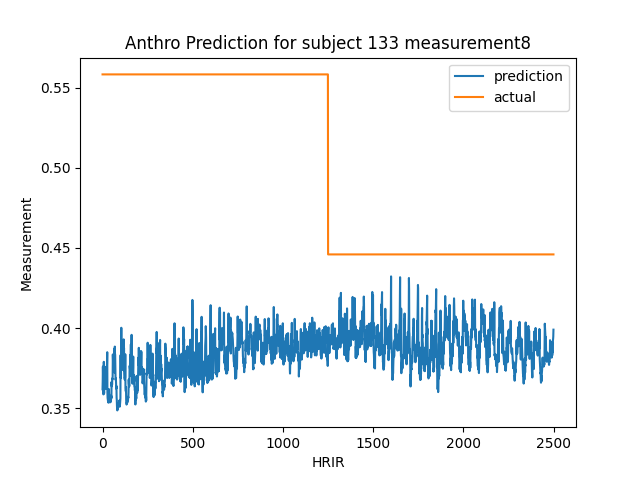 Anthro Prediction for subject 133 measurement8
prediction
actual
Measurement
0.55
0.50
0.45
0.40
0.35
0
500
1000
1500
2000
2500
HRIR